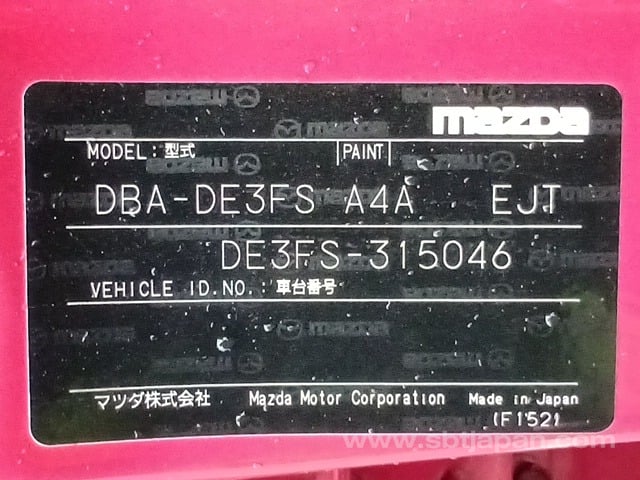 mazda
MODEL : 型式 PAINT
DBA-DE3FS A4A EJT
DE3FS-315046
VEHICLE ID.NO. : 車台番号
マツダ株式会社 Mazda Motor Corporation Made in Japan
(F152)
www.sbtjapan.com